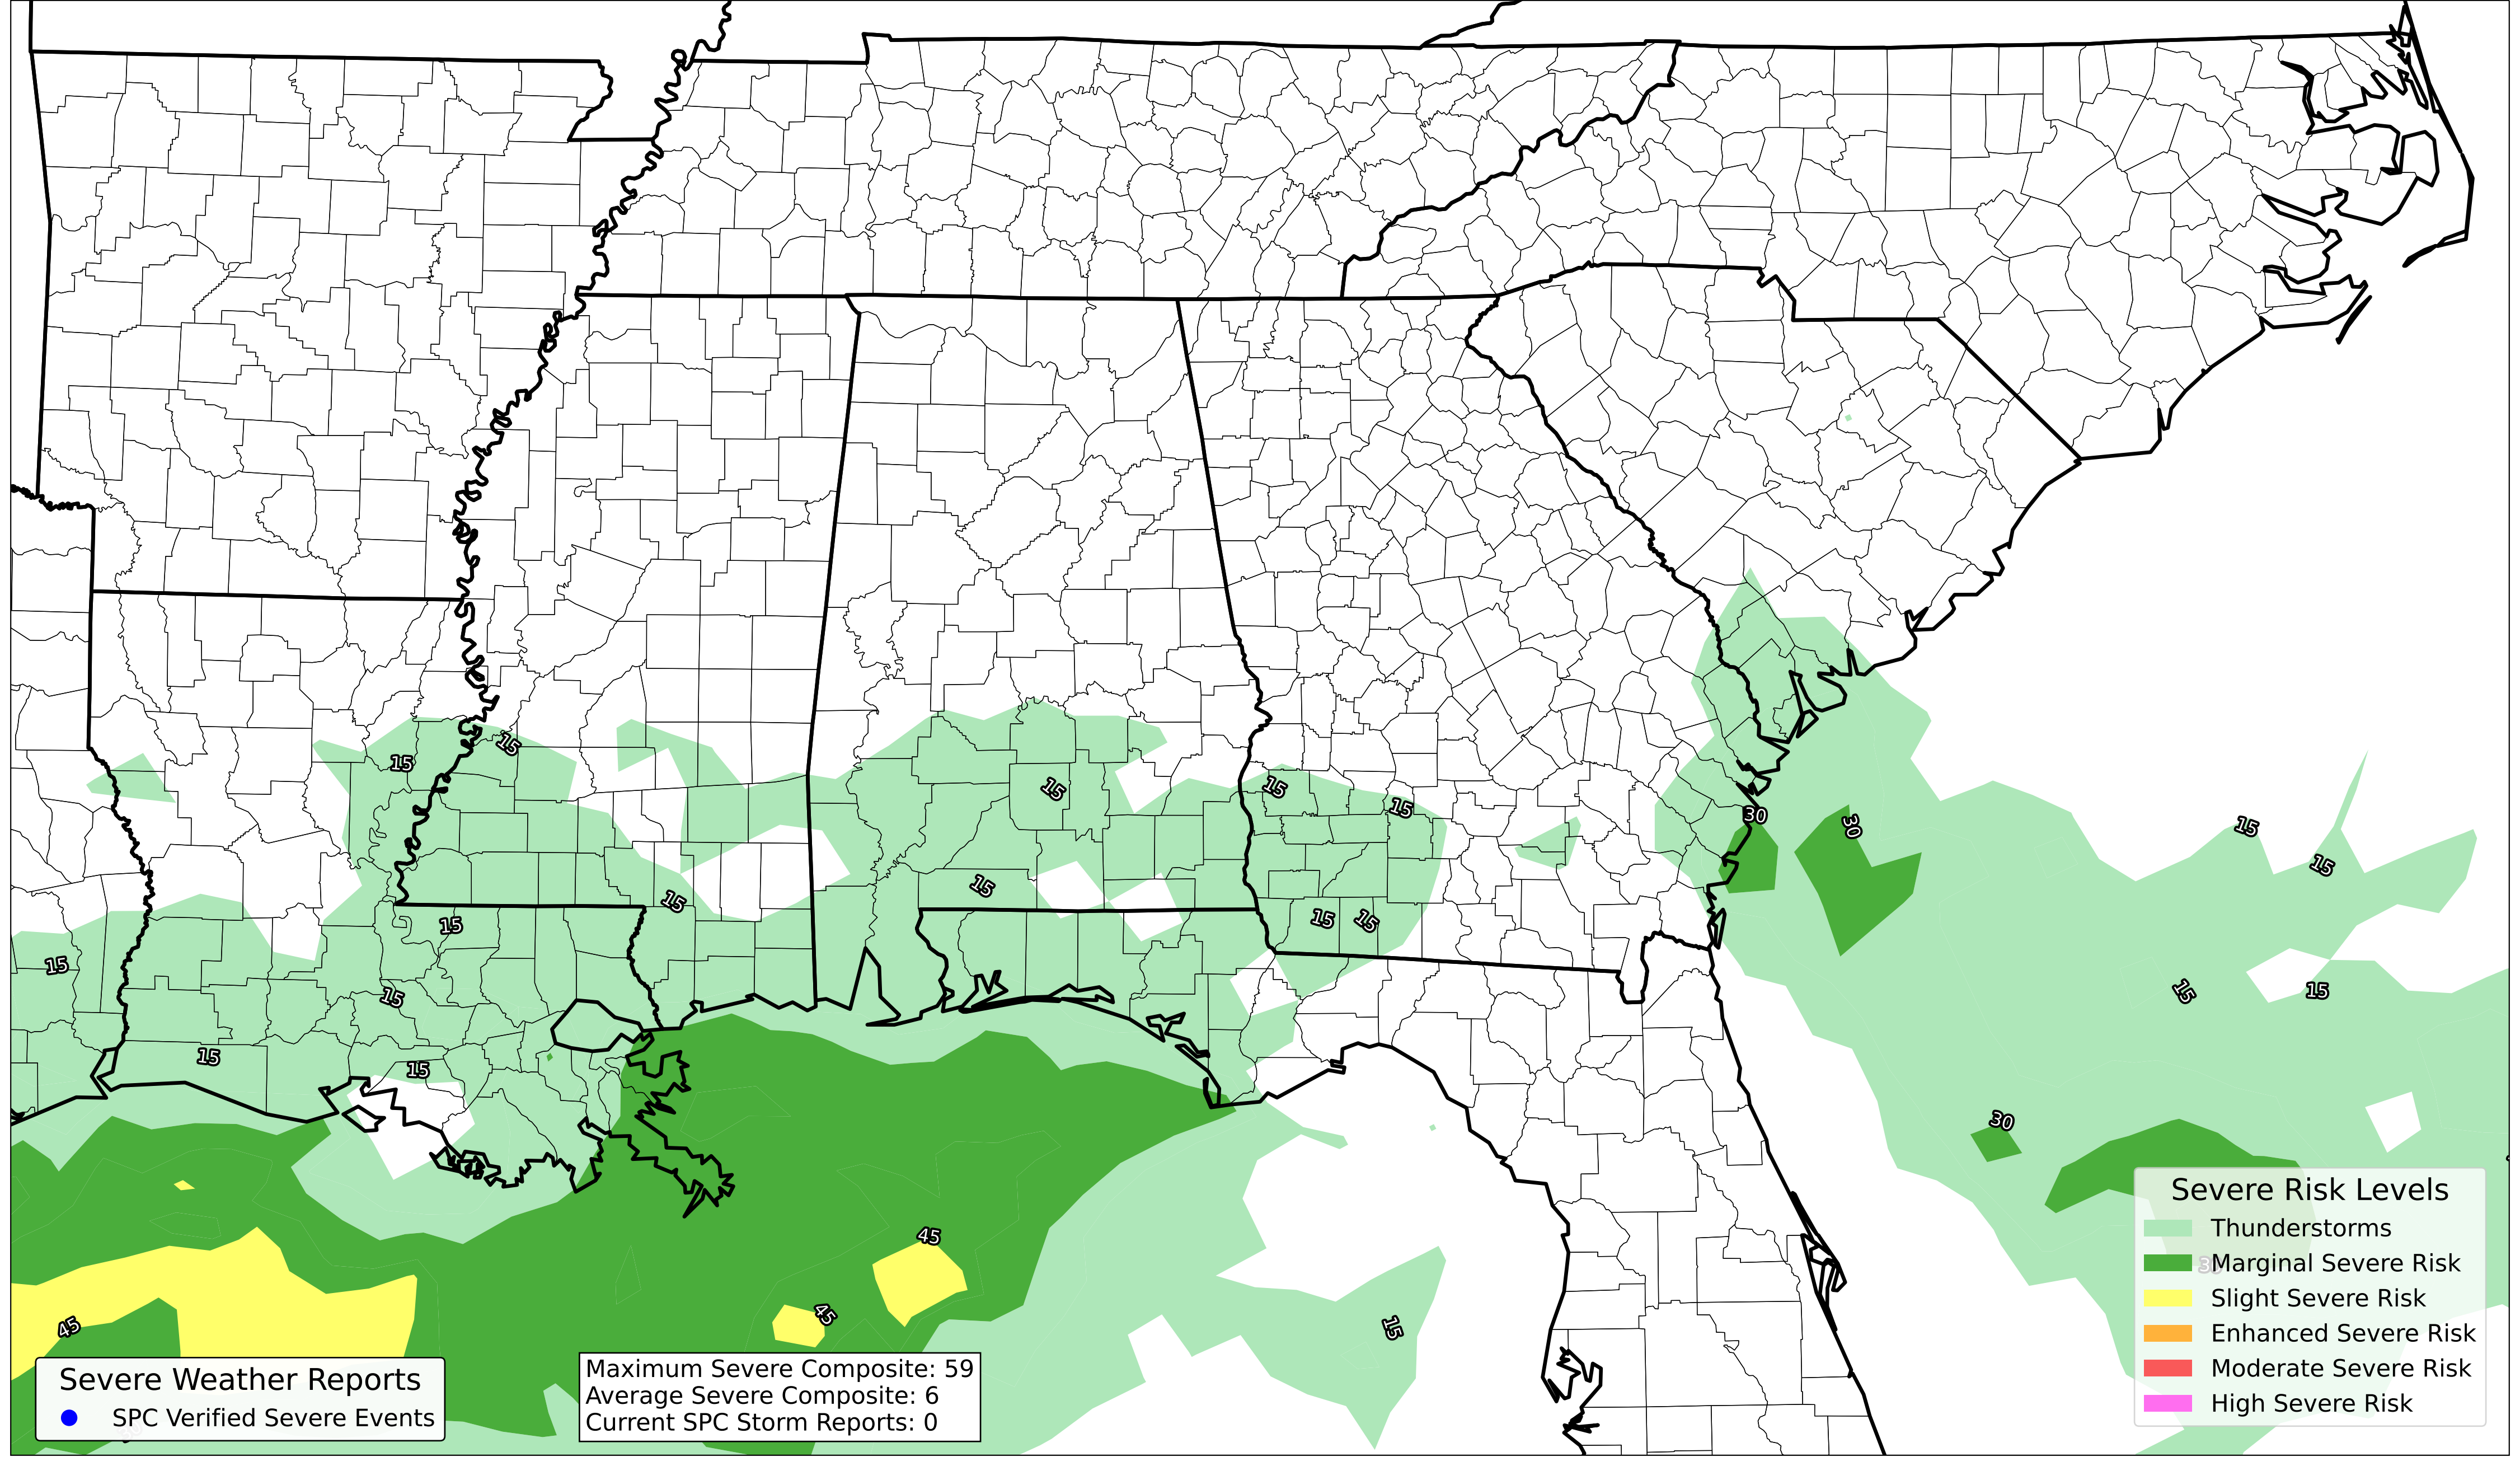 15
15
15
15
15
30
30
15
15
15
15
15
15
15
15
15
15
15
15
15
30
45
15
45
45
Severe Risk Levels
Thunderstorms
Marginal Severe Risk
Slight Severe Risk
Enhanced Severe Risk
Moderate Severe Risk
High Severe Risk
Severe Weather Reports
SPC Verified Severe Events
Maximum Severe Composite: 59
Average Severe Composite: 6
Current SPC Storm Reports: 0